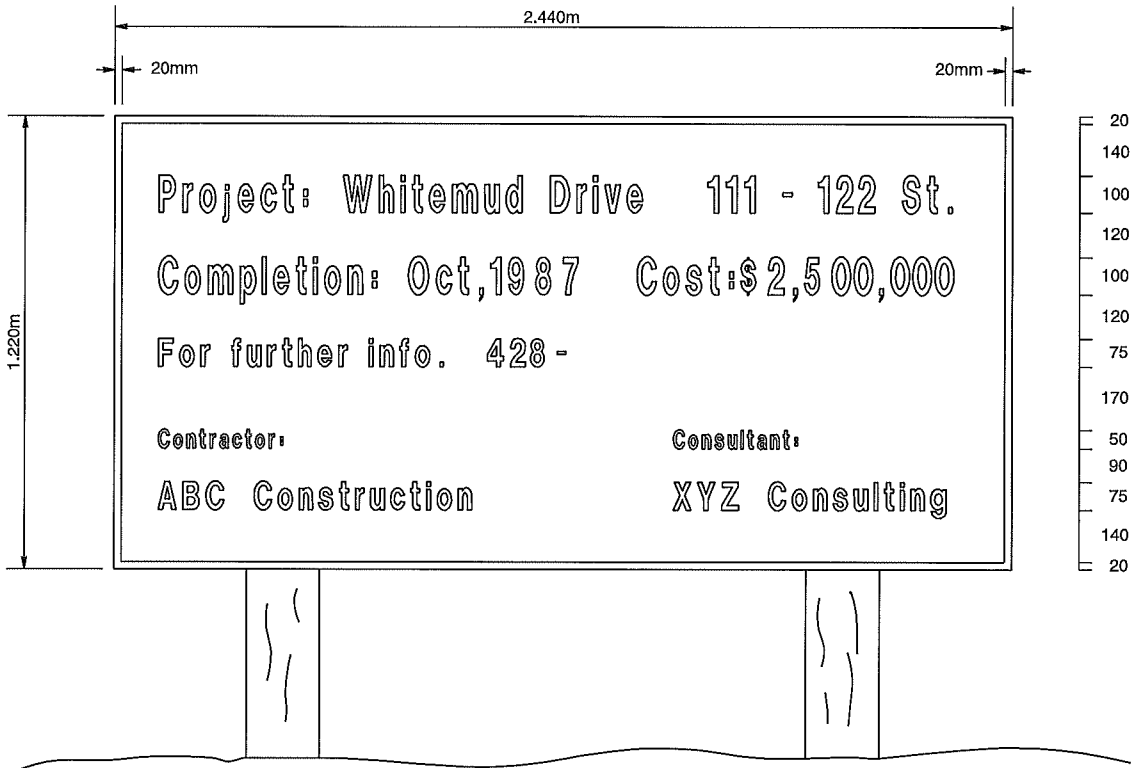 2.440m
20mm 20mm
1.220m
Project: Whitemud Drive 111 - 122 St.
Completion: Oct,1987 Cost:$2,500,000
For further info. 428-
Contractor: Consultant:
ABC Construction XYZ Consulting
20
140
100
120
100
120
75
170
50
90
75
140
20